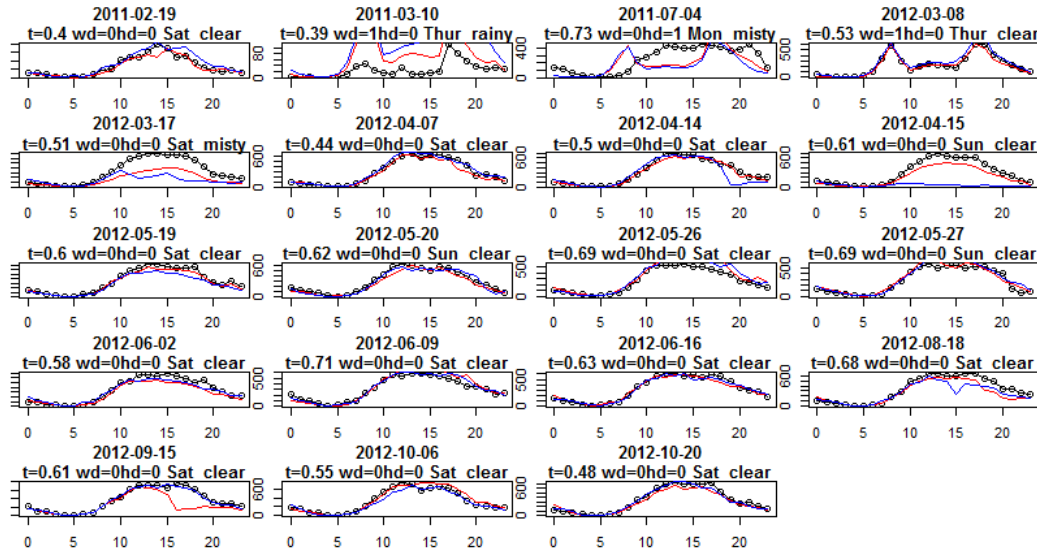 2011-02-19 2011-03-10 2011-07-04 2012-03-08
t=0.4 wd=0hd=0 Sat clear t=0.39 wd=1hd=0 Thur rainy t=0.73 wd=0hd=1 Mon misty t=0.53 wd=1hd=0 Thur clear
80 0 800 0 400 500
0 5 10 15 20 0 5 10 15 20 0 5 10 15 20 0 5 10 15 20
2012-03-17 2012-04-07 2012-04-14 2012-04-15
t=0.51 wd=0hd=0 Sat misty t=0.44 wd=0hd=0 Sat clear t=0.5 wd=0hd=0 Sat clear t=0.61 wd=0hd=0 Sun clear
0 600 0 600 0 600 0 600
0 5 10 15 20 0 5 10 15 20 0 5 10 15 20 0 5 10 15 20
2012-05-19 2012-05-20 2012-05-26 2012-05-27
t=0.6 wd=0hd=0 Sat clear t=0.62 wd=0hd=0 Sun clear t=0.69 wd=0hd=0 Sat clear t=0.69 wd=0hd=0 Sun clear
0 600 0 500 0 500 0 500
0 5 10 15 20 0 5 10 15 20 0 5 10 15 20 0 5 10 15 20
2012-06-02 2012-06-09 2012-06-16 2012-08-18
t=0.58 wd=0hd=0 Sat clear t=0.71 wd=0hd=0 Sat clear t=0.63 wd=0hd=0 Sat clear t=0.68 wd=0hd=0 Sat clear
0 500 0 500 0 500 0 600
0 5 10 15 20 0 5 10 15 20 0 5 10 15 20 0 5 10 15 20
2012-09-15 2012-10-06 2012-10-20
t=0.61 wd=0hd=0 Sat clear t=0.55 wd=0hd=0 Sat clear t=0.48 wd=0hd=0 Sat clear
0 600 0 600 0 600
0 5 10 15 20 0 5 10 15 20 0 5 10 15 20